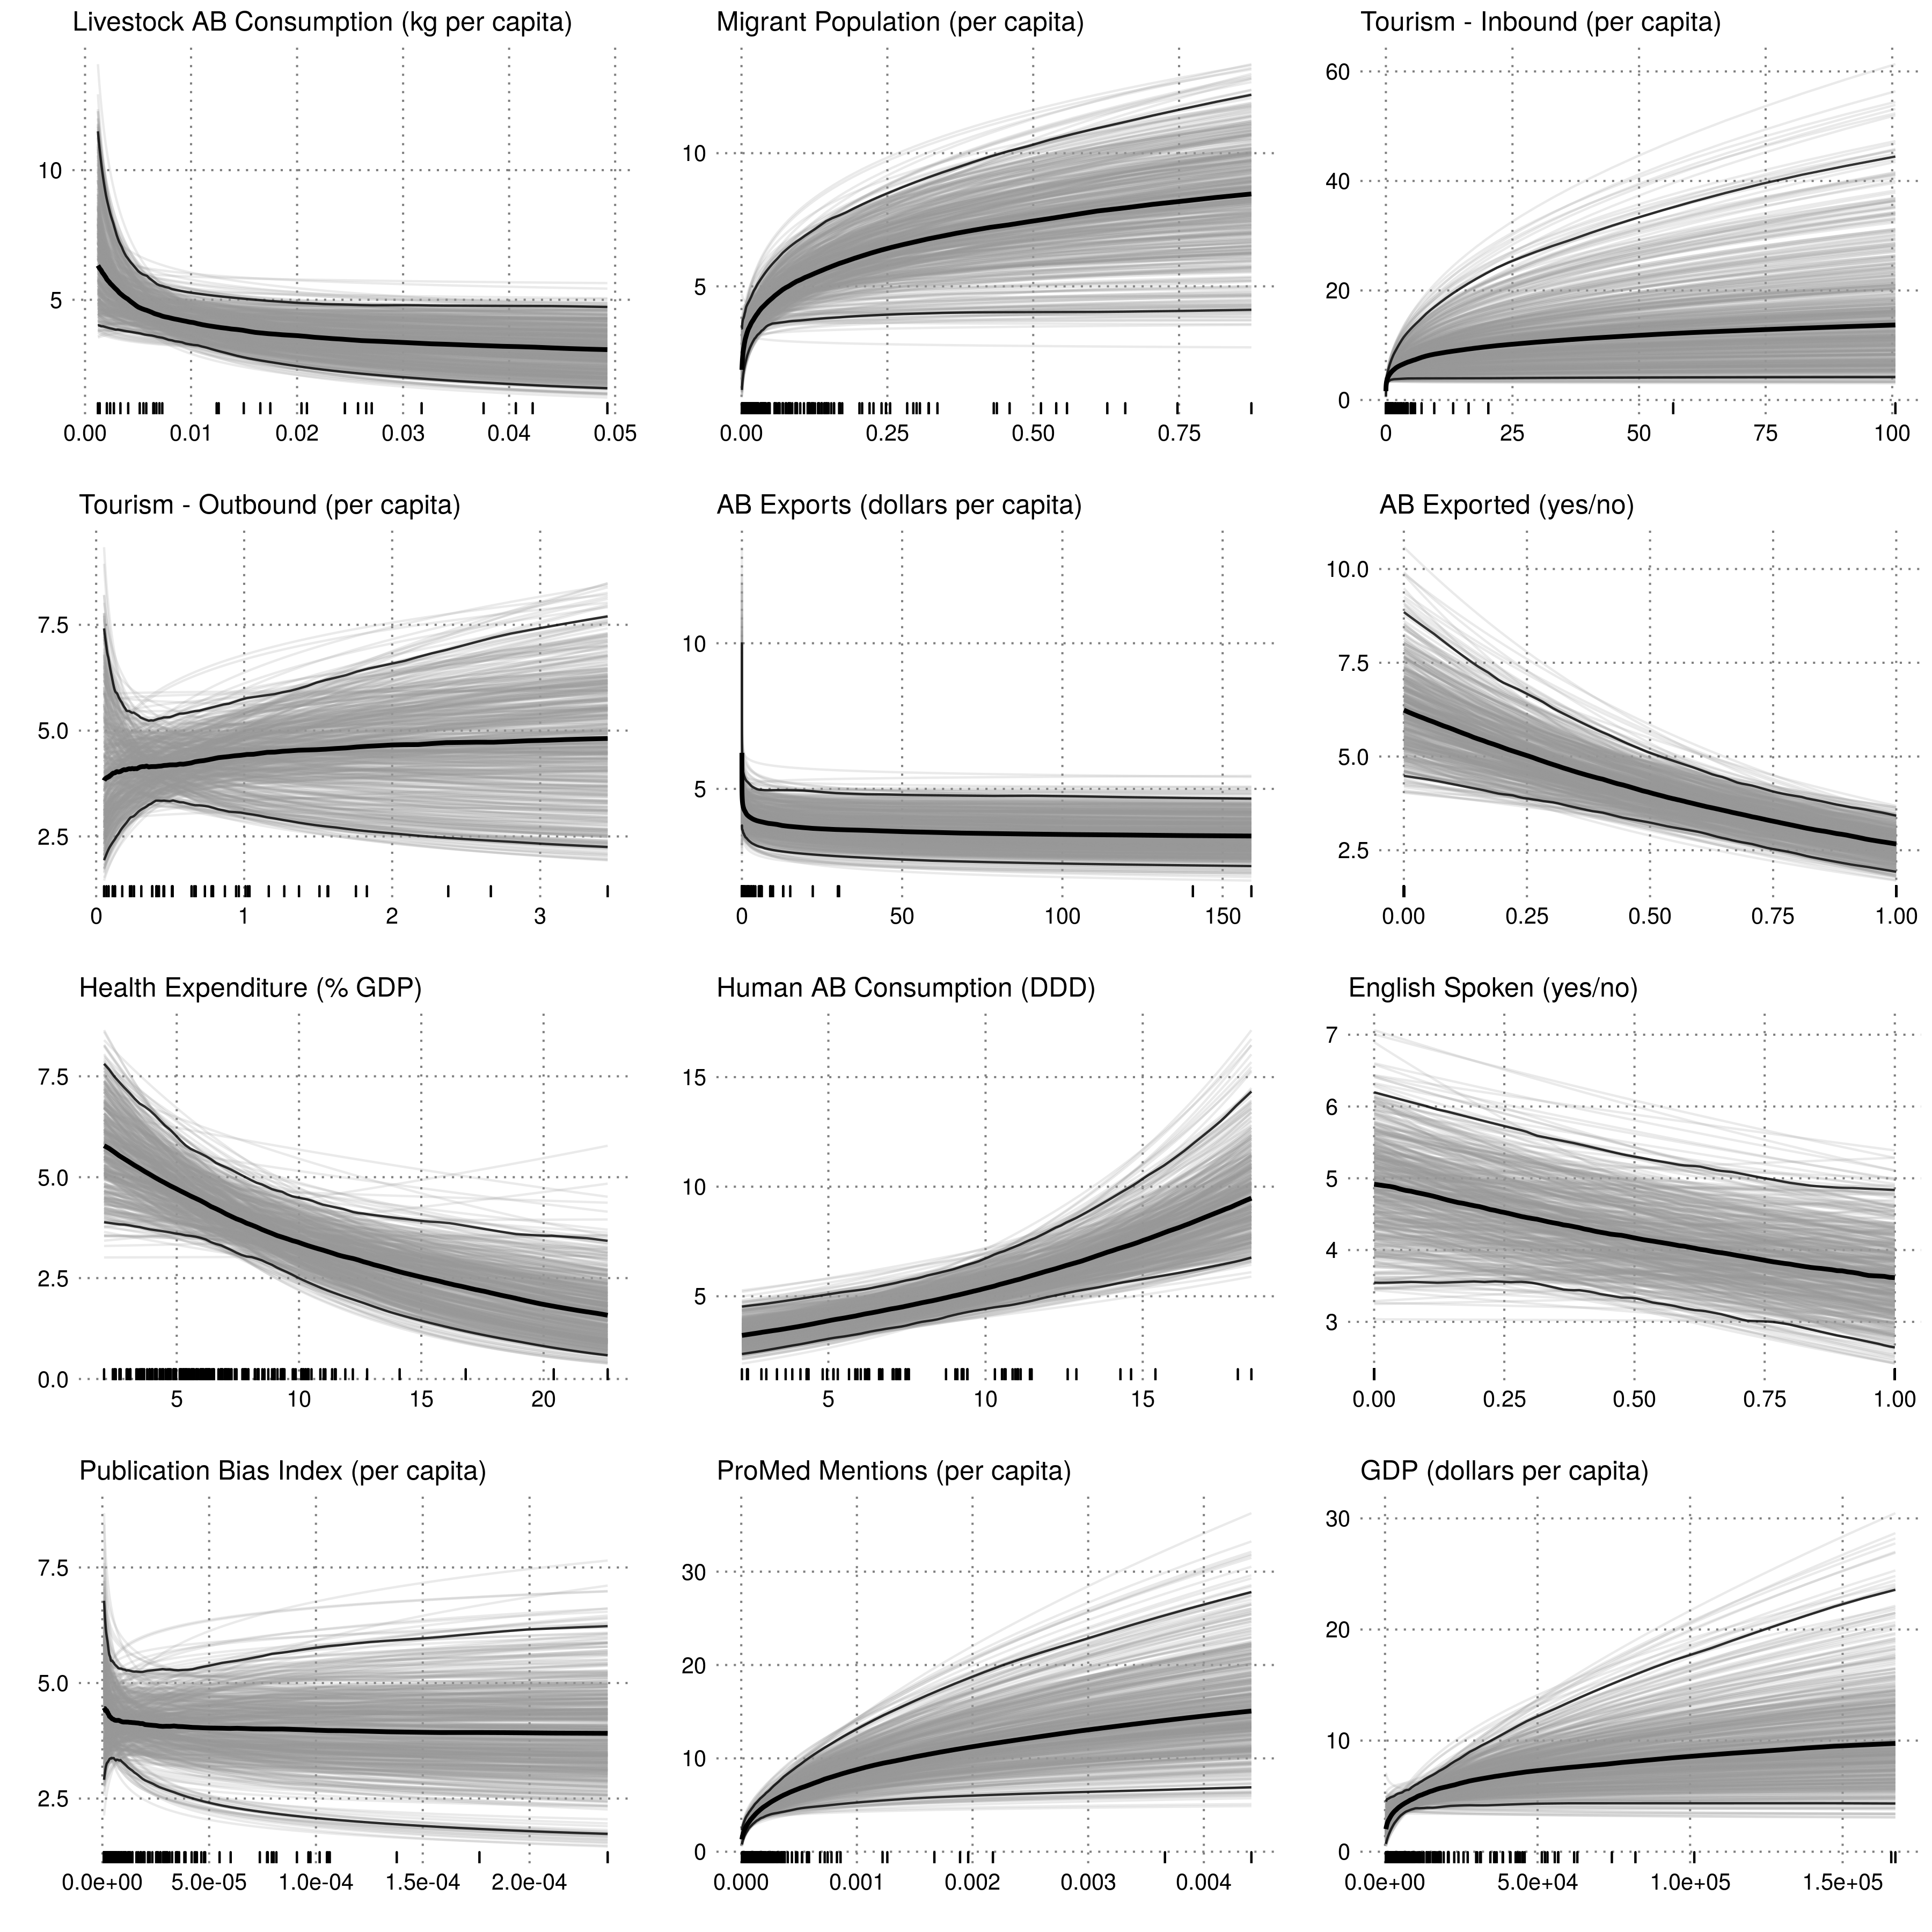 Livestock AB Consumption (kg per capita)
10
5
0.00 0.01 0.02 0.03 0.04 0.05
Migrant Population (per capita)
10
5
0.00 0.25 0.50 0.75
Tourism - Inbound (per capita)
60
40
20
0
0 25 50 75 100
Tourism - Outbound (per capita)
7.5
5.0
2.5
0 1 2 3
AB Exports (dollars per capita)
10
5
0 50 100 150
AB Exported (yes/no)
10.0
7.5
5.0
2.5
0.00 0.25 0.50 0.75 1.00
Health Expenditure (% GDP)
7.5
5.0
2.5
0.0
5 10 15 20
Human AB Consumption (DDD)
15
10
5
5 10 15
English Spoken (yes/no)
7
6
5
4
3
0.00 0.25 0.50 0.75 1.00
Publication Bias Index (per capita)
7.5
5.0
2.5
0.0e+00 5.0e-05 1.0e-04 1.5e-04 2.0e-04
ProMed Mentions (per capita)
30
20
10
0
0.000 0.001 0.002 0.003 0.004
GDP (dollars per capita)
30
20
10
0
0.0e+00 5.0e+04 1.0e+05 1.5e+05